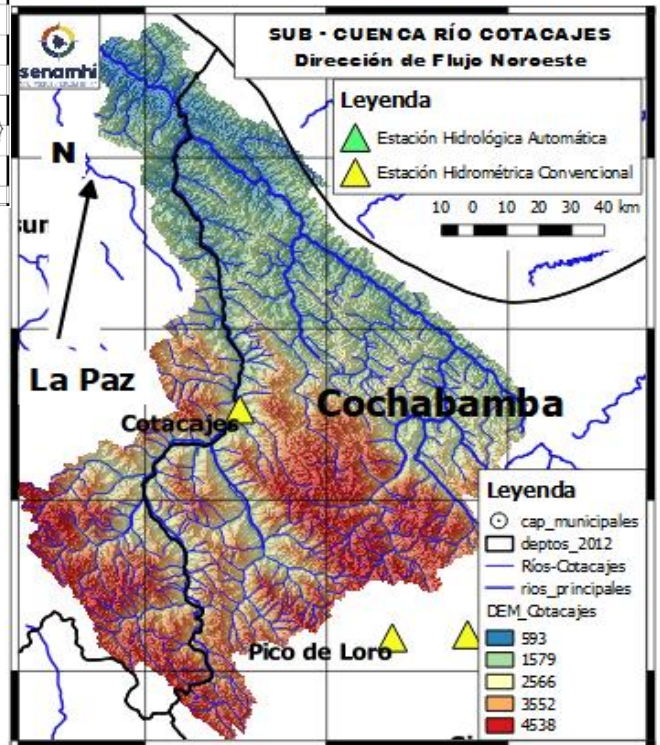 SUB - CUENCA RÍO COTACAJES
Dirección de Flujo Noroeste
senamhi
Leyenda
Estación Hidrológica Automática
Estación Hidrométrica Convencional
10 0 10 20 30 40 km
N
La Paz
Cochabamba
Cotacajes
Pico de Loro
Leyenda
cap_municipales
deptos_2012
Ríos-Cotacajes
rios_principales
DEM_Cotacajes
593
1579
2566
3552
4538